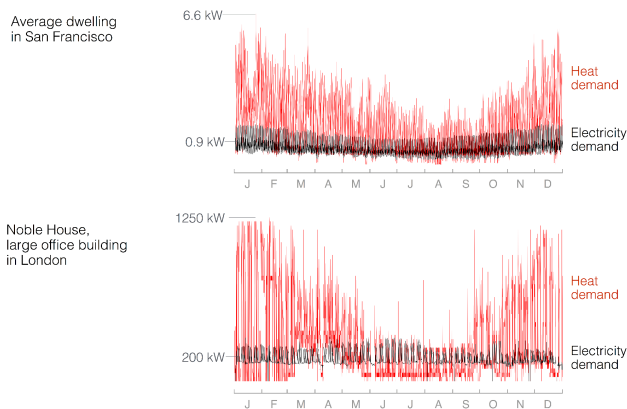 6.6 kW
Average dwelling
in San Francisco
Heat
demand
Electricity
demand
0.9 kW
J F M A M J J A S O N D
1250 kW
Noble House,
large office building
in London
Heat
demand
Electricity
demand
200 kW
J F M A M J J A S O N D